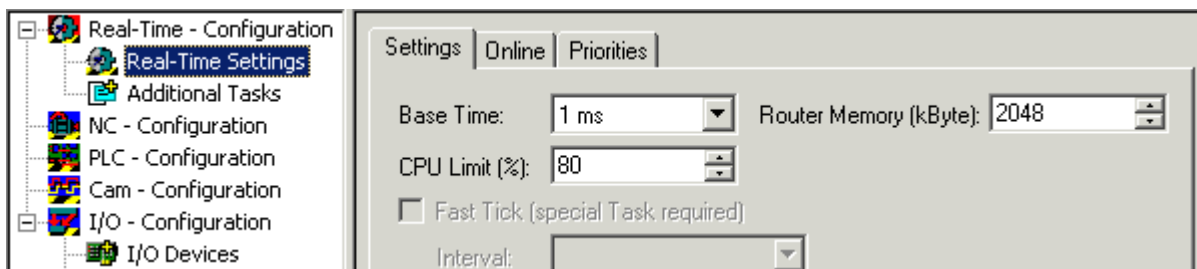 Real-Time - Configuration
Real-Time Settings
Additional Tasks
NC - Configuration
PLC - Configuration
Cam - Configuration
I/O - Configuration
I/O Devices
Settings Online Priorities
Base Time: 1 ms Router Memory (kByte): 2048
CPU Limit (%): 80
Fast Tick (special Task required)
Interval: